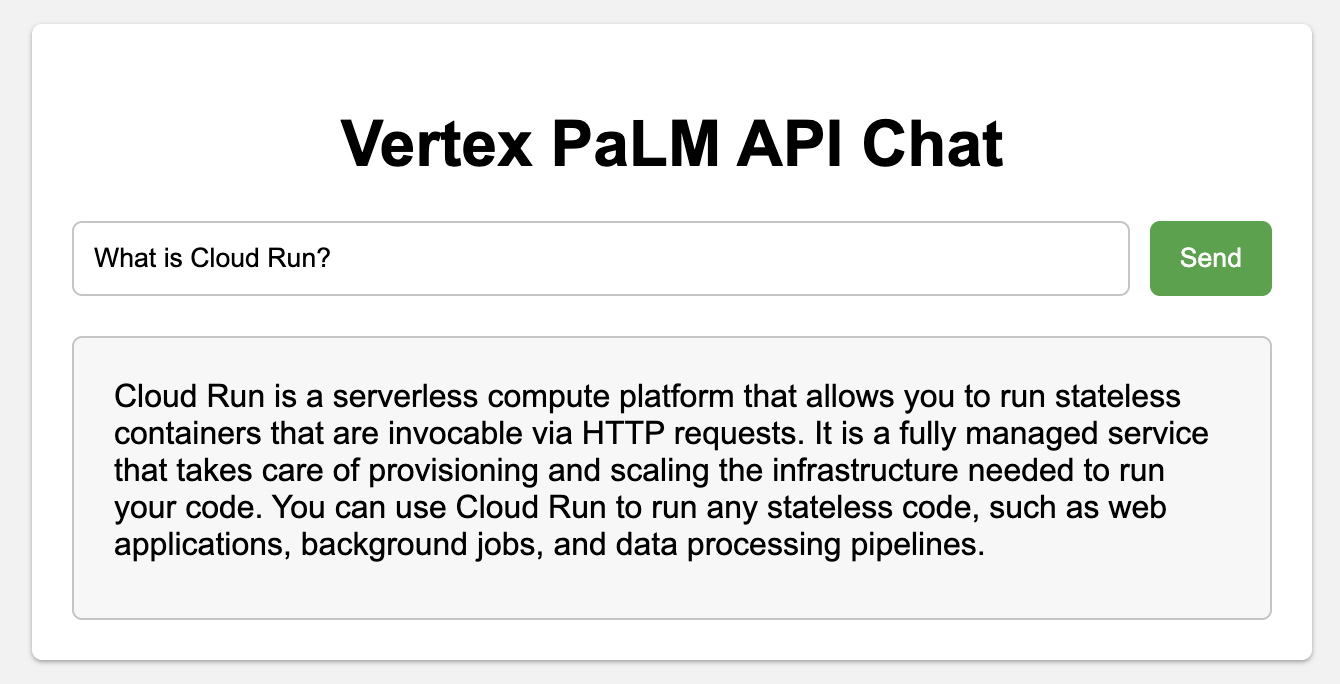 Vertex PaLM API Chat
What is Cloud Run?
Send
Cloud Run is a serverless compute platform that allows you to run stateless
containers that are invocable via HTTP requests. It is a fully managed service
that takes care of provisioning and scaling the infrastructure needed to run
your code. You can use Cloud Run to run any stateless code, such as web
applications, background jobs, and data processing pipelines.